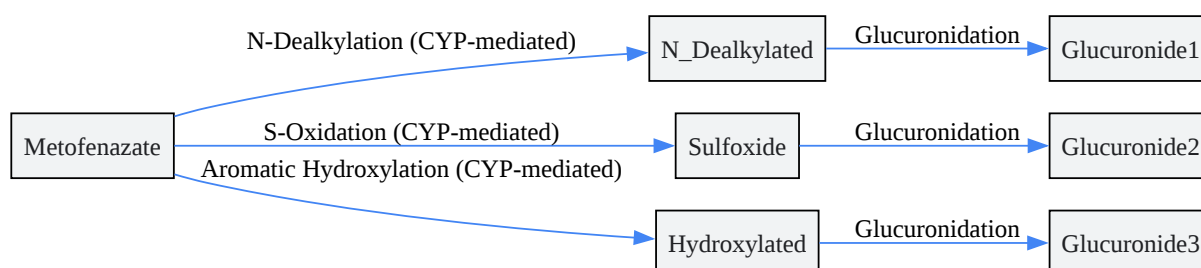 N-Dealkylation (CYP-mediated)
N_Dealkylated
Glucuronidation
Glucuronide1
Metofenazate
S-Oxidation (CYP-mediated)
Sulfoxide
Glucuronidation
Glucuronide2
Aromatic Hydroxylation (CYP-mediated)
Hydroxylated
Glucuronidation
Glucuronide3